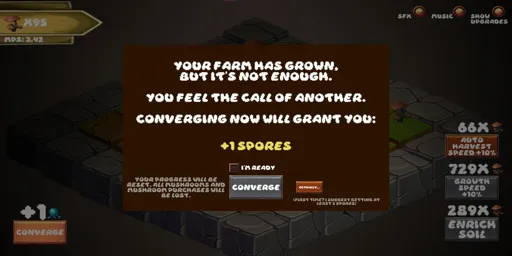 X95
MPS: 3.42
SFX
MUSIC
SHOW
UPGRADES
YOUR FARM HAS GROWN,
BUT IT'S NOT ENOUGH.
YOU FEEL THE CALL OF ANOTHER.
CONVERGING NOW WILL GRANT YOU:
+1 SPORES
I'M READY
YOUR PROGRESS WILL BE
RESET. ALL MUSHROOMS AND
MUSHROOM PURCHASES WILL
BE LOST.
CONVERGE
ACTUALLY...
(FIRST TIME? I SUGGEST GETTING AT
LEAST 3 SPORES)
66X
AUTO
HARVEST
SPEED +10%
729X
GROWTH
SPEED
+10%
289X
ENRICH
SOIL
+1
CONVERGE